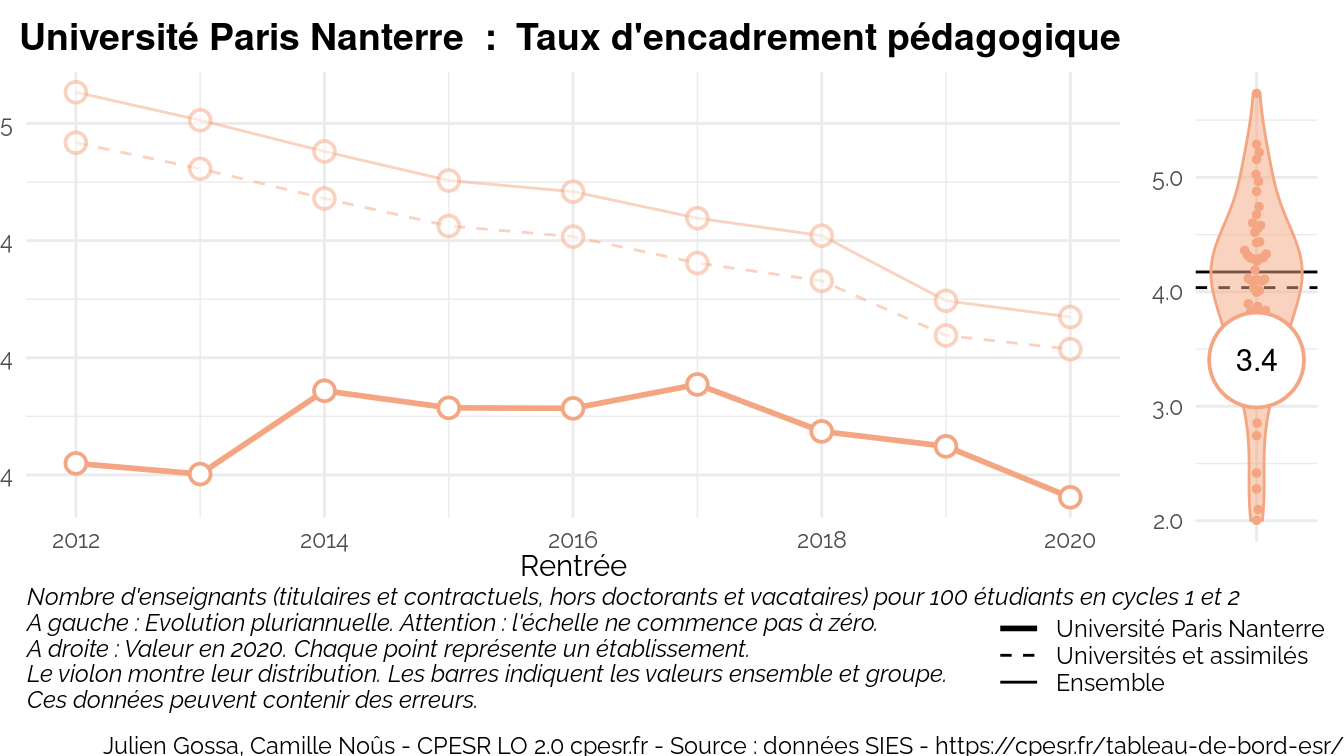 Université Paris Nanterre : Taux d'encadrement pédagogique
5
4
4
4
2012
2014
2016
2018
2020
Rentrée
5.0
4.0
3.0
2.0
3.4
Nombre d'enseignants (titulaires et contractuels, hors doctorants et vacataires) pour 100 étudiants en cycles 1 et 2
A gauche : Evolution pluriannuelle. Attention : l'échelle ne commence pas à zéro.
A droite : Valeur en 2020. Chaque point représente un établissement.
Le violon montre leur distribution. Les barres indiquent les valeurs ensemble et groupe.
Ces données peuvent contenir des erreurs.
Université Paris Nanterre
Universités et assimilés
Ensemble
Julien Gossa, Camille Noûs - CPESR LO 2.0 cpesr.fr - Source : données SIES - https://cpesr.fr/tableau-de-bord-esr/